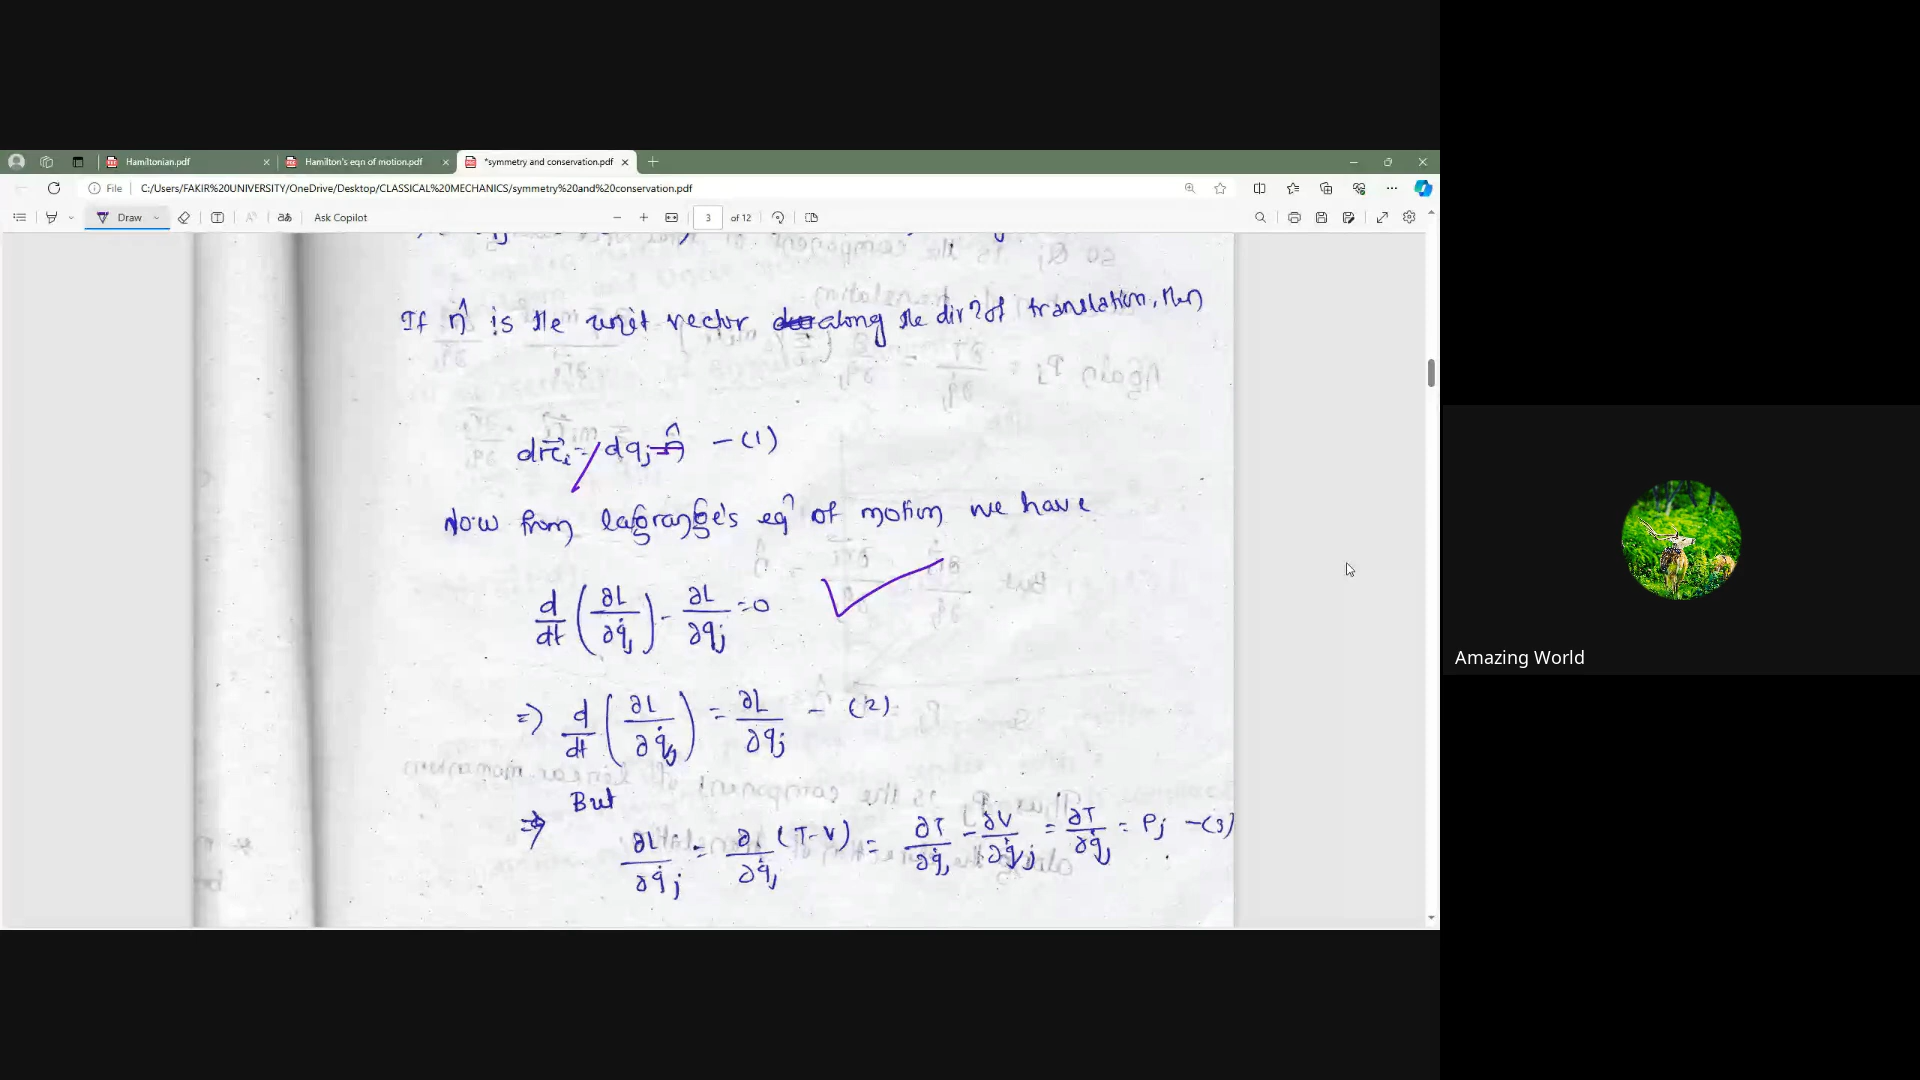 Hamiltonian.pdf
Hamilton's eqn of motion.pdf
*symmetry and conservation.pdf
File
C:/Users/FAKIR%20UNIVERSITY/OneDrive/Desktop/CLASSICAL%20MECHANICS/symmetry%20and%20conservation.pdf
Draw
Ask Copilot
3 of 12
If n̂ is the unit vector along the dirⁿ of translation, then
dr⃗ᵢ = dqⱼ n̂ – (1)
Now from lagrange's eqⁿ of motion we have
d/dt (∂L/∂q̇ⱼ) - ∂L/∂qⱼ = 0
=> d/dt (∂L/∂q̇ⱼ) = ∂L/∂qⱼ – (2)
But
=> ∂L/∂q̇ⱼ = ∂/∂q̇ⱼ (T-V) = ∂T/∂q̇ⱼ - ∂V/∂q̇ⱼ = ∂T/∂q̇ⱼ = Pⱼ – (3)
Amazing World